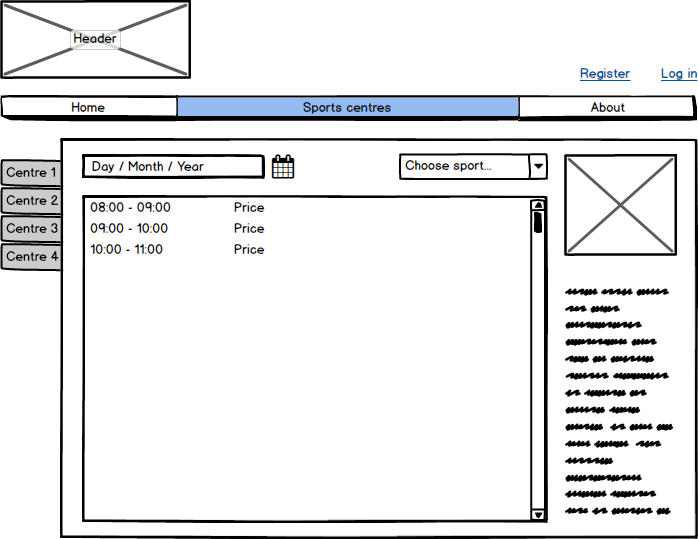 Header
Register Log in
Home Sports centres About
Day / Month / Year Choose sport...
Centre 1
Centre 2
Centre 3
Centre 4
08:00 - 09:00 Price
09:00 - 10:00 Price
10:00 - 11:00 Price